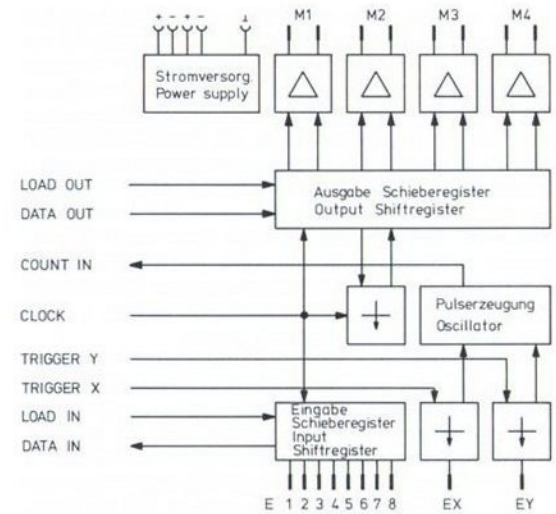 + - + - ⊥
M1 M2 M3 M4
Stromversorg.
Power supply
LOAD OUT
DATA OUT
Ausgabe Schieberegister
Output Shiftregister
COUNT IN
CLOCK
Pulserzeugung
Oscillator
TRIGGER Y
TRIGGER X
LOAD IN
DATA IN
Eingabe
Schieberegister
Input
Shiftregister
E 1 2 3 4 5 6 7 8 EX EY